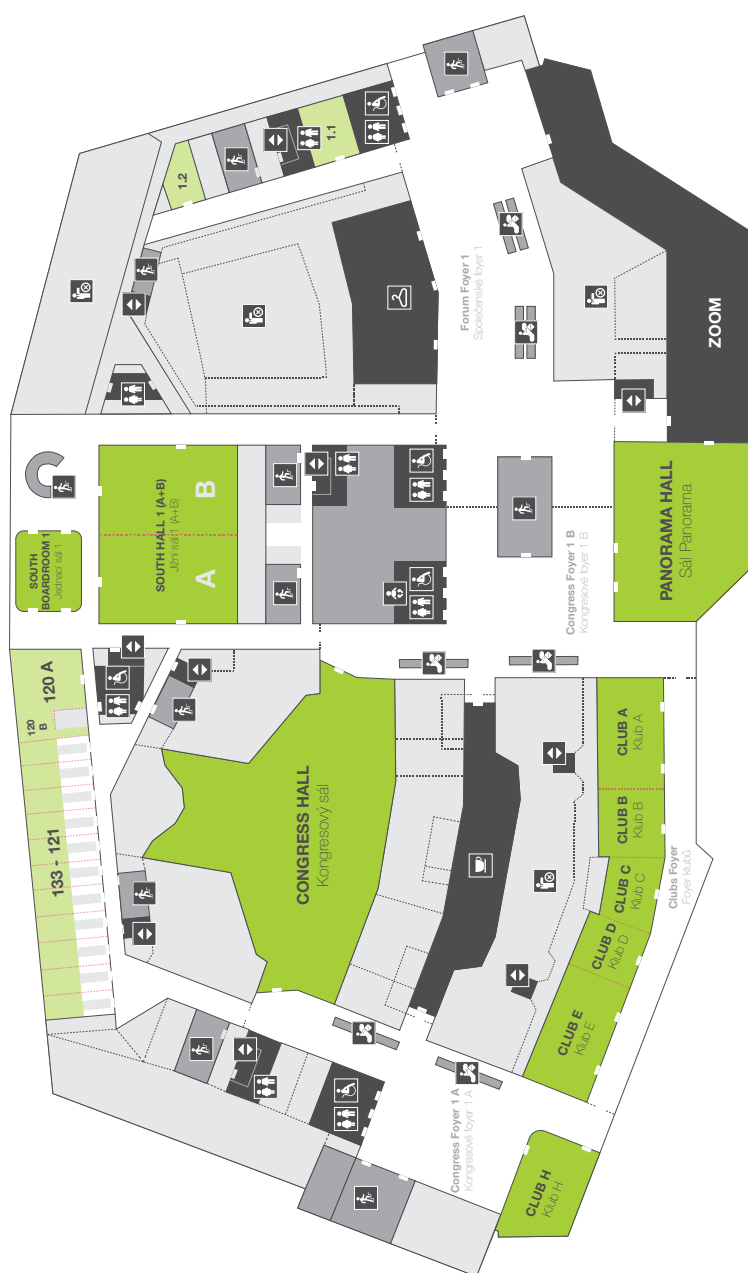 1.2
1.1
Forum Foyer 1
Společenské foyer 1
ZOOM
SOUTH
BOARDROOM 1
Jednací sál 1
SOUTH HALL 1 (A+B)
Jižní sál 1 (A+B)
A
B
Congress Foyer 1 B
Kongresové foyer 1 B
PANORAMA HALL
Sál Panorama
120 A
120
B
133 - 121
CONGRESS HALL
Kongresový sál
CLUB A
Klub A
CLUB B
Klub B
CLUB C
Klub C
CLUB D
Klub D
CLUB E
Klub E
Clubs Foyer
Foyer klubů
Congress Foyer 1 A
Kongresové foyer 1 A
CLUB H
Klub H